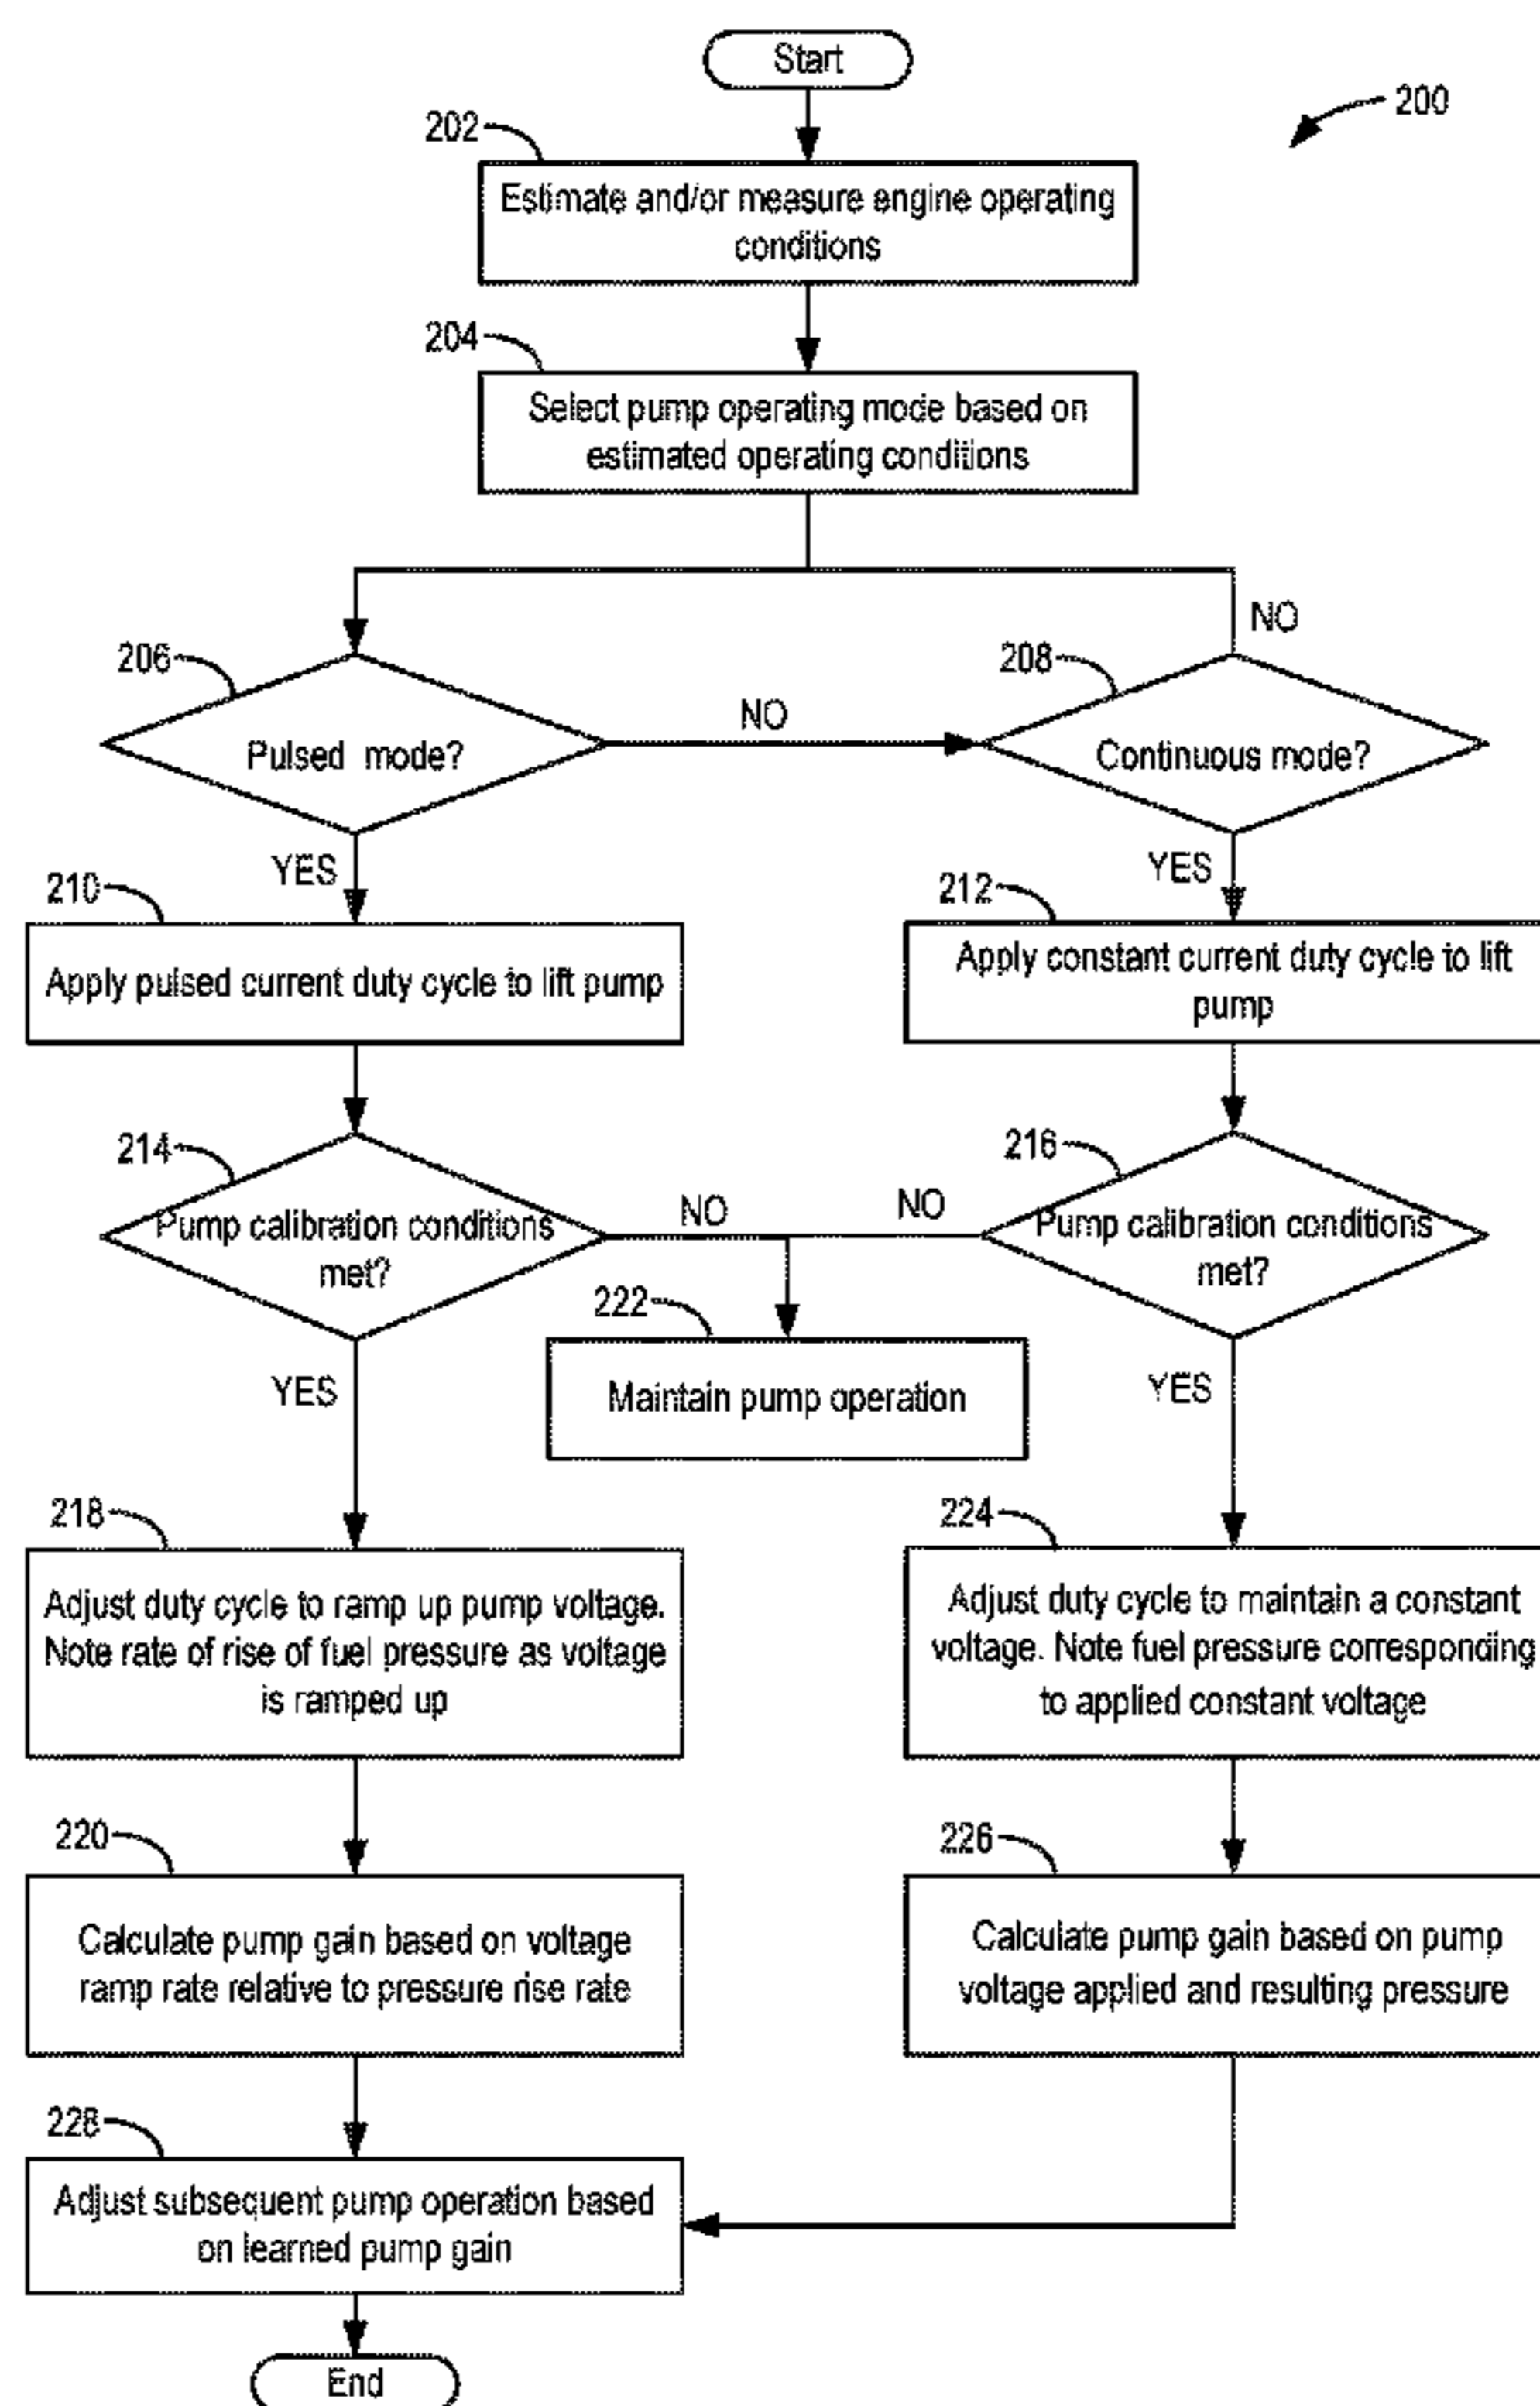 Start
200
202
Estimate and/or measure engine operating
conditions
204
Select pump operating mode based on
estimated operating conditions
NO
206
208
Pulsed mode?
NO
Continuous mode?
YES
YES
210
212
Apply pulsed current duty cycle to lift pump
Apply constant current duty cycle to lift
pump
214
216
Pump calibration conditions
met?
NO
NO
Pump calibration conditions
met?
222
Maintain pump operation
YES
YES
218
224
Adjust duty cycle to ramp up pump voltage.
Note rate of rise of fuel pressure as voltage
is ramped up
Adjust duty cycle to maintain a constant
voltage. Note fuel pressure corresponding
to applied constant voltage
220
226
Calculate pump gain based on voltage
ramp rate relative to pressure rise rate
Calculate pump gain based on pump
voltage applied and resulting pressure
228
Adjust subsequent pump operation based
on learned pump gain
End